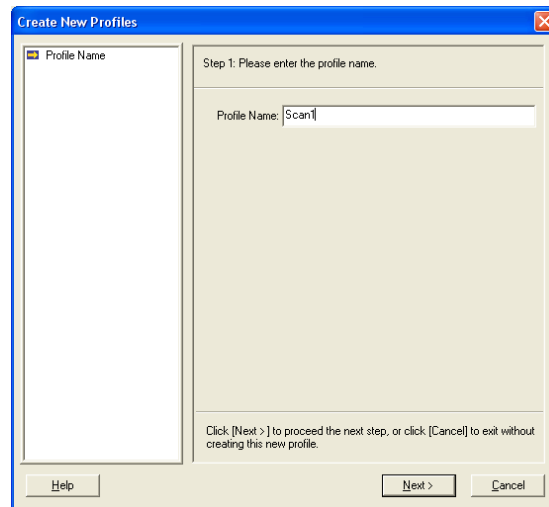 Create New Profiles
Profile Name
Step 1: Please enter the profile name.
Profile Name: Scan1
Click [Next >] to proceed the next step, or click [Cancel] to exit without
creating this new profile.
Help
Next >
Cancel